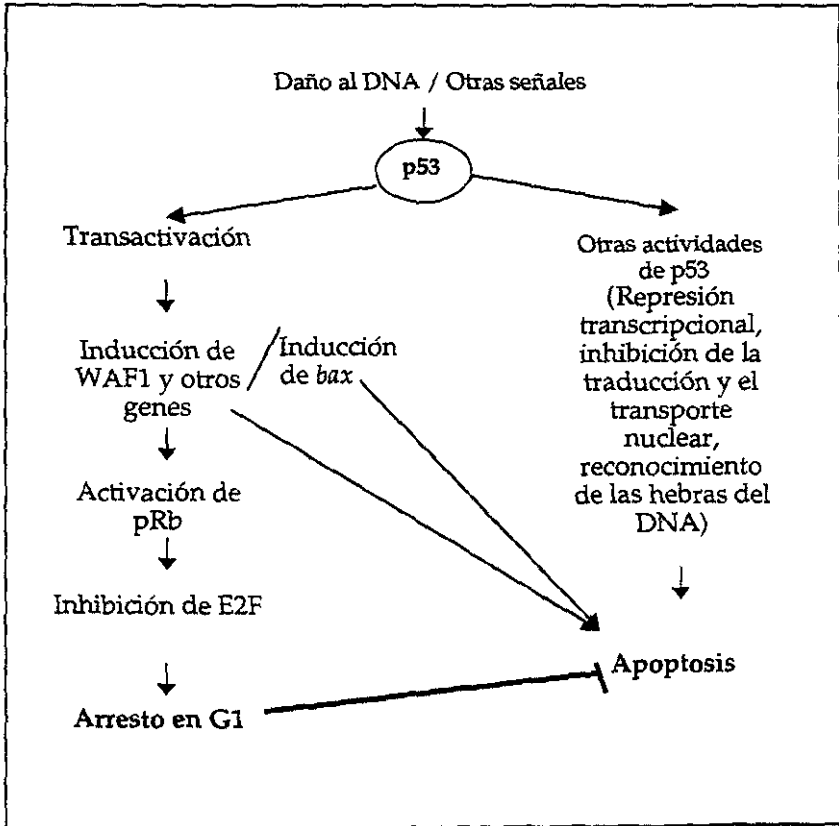 Daño al DNA / Otras señales
p53
Transactivación
Inducción de
WAF1 y otros
genes
Inducción
de bax
Activación de
pRb
Inhibición de E2F
Arresto en G1
Otras actividades
de p53
(Represión
transcripcional,
inhibición de la
traducción y el
transporte
nuclear,
reconocimiento
de las hebras del
DNA)
Apoptosis